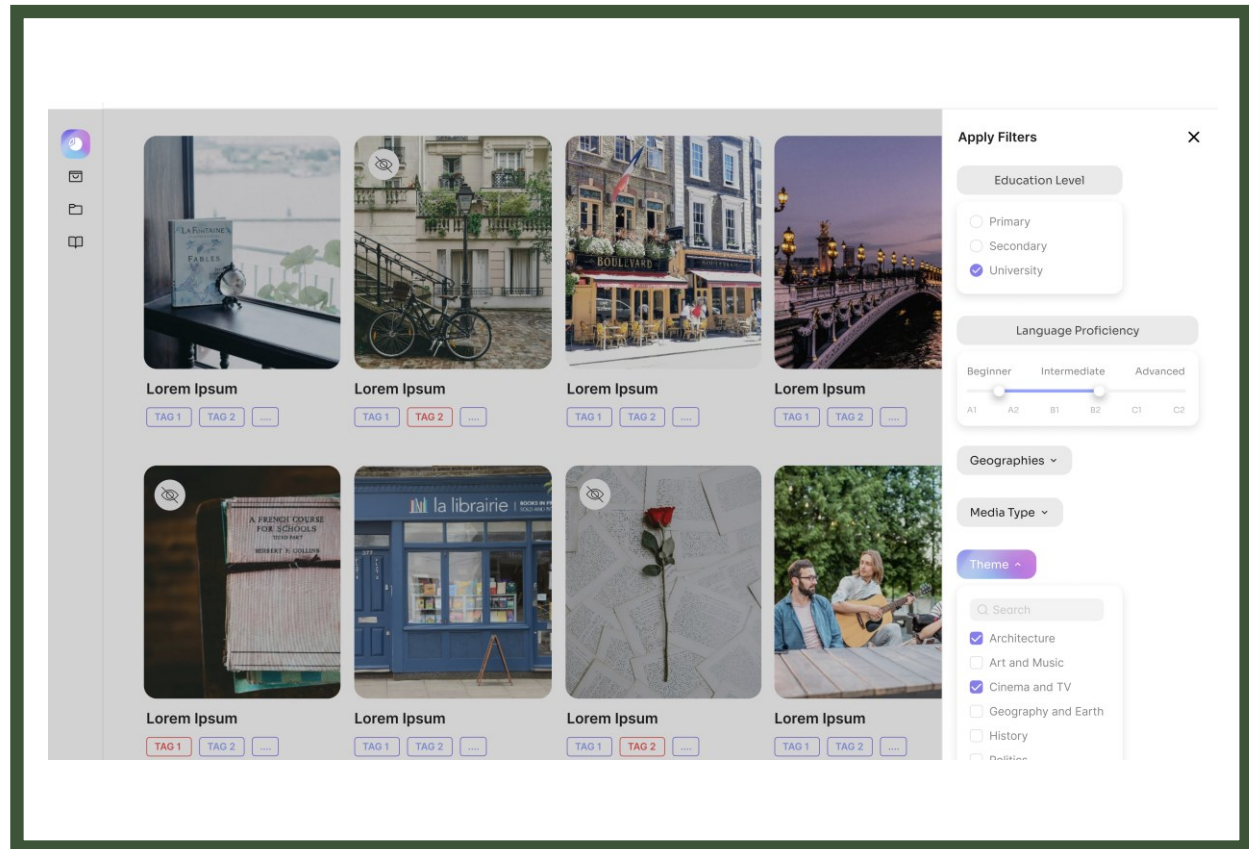 Apply Filters
Education Level
Primary
Secondary
University
Language Proficiency
Beginner Intermediate Advanced
A1 A2 B1 B2 C1 C2
Geographies
Media Type
Theme
Search
Architecture
Art and Music
Cinema and TV
Geography and Earth
History
Politics
LA FONTAINE
FABLES
BOULEVARD
Lorem Ipsum
TAG 1 TAG 2 ....
Lorem Ipsum
TAG 1 TAG 2 ....
Lorem Ipsum
TAG 1 TAG 2 ....
Lorem Ipsum
TAG 1 TAG 2 ....
A FRENCH COURSE
FOR SCHOOLS
HERBERT F. COLLINS
la librairie
BOOKS IN
Lorem Ipsum
TAG 1 TAG 2 ....
Lorem Ipsum
TAG 1 TAG 2 ....
Lorem Ipsum
TAG 1 TAG 2 ....
Lorem Ipsum
TAG 1 TAG 2 ....